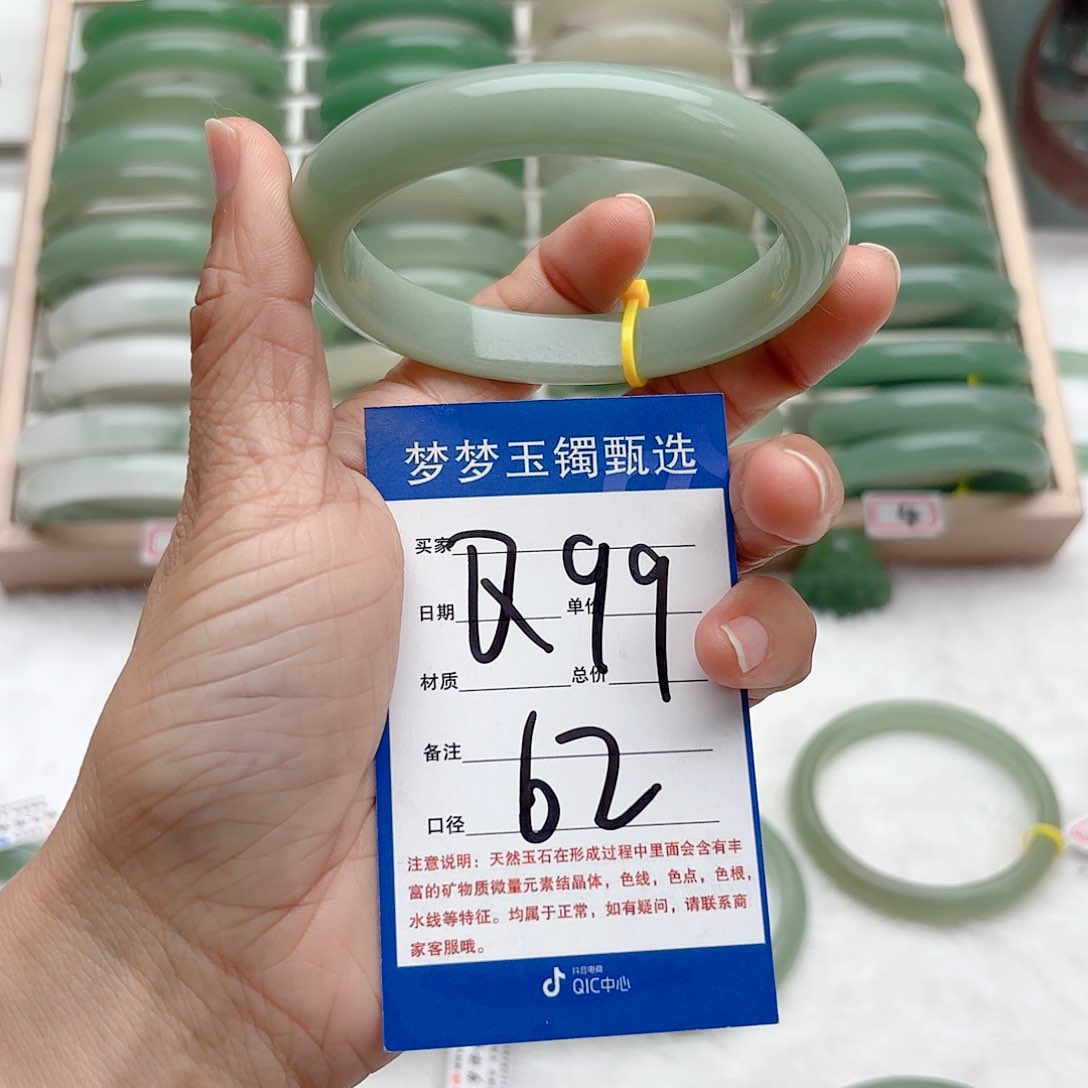 梦梦玉镯甄选
买家
Q99
日期 单价
材质 总价
备注
62
口径
注意说明：天然玉石在形成过程中里面会含有丰
富的矿物质微量元素结晶体，色线，色点，色根，
水线等特征。均属于正常，如有疑问，请联系商
家客服哦。
抖音电商
QIC中心